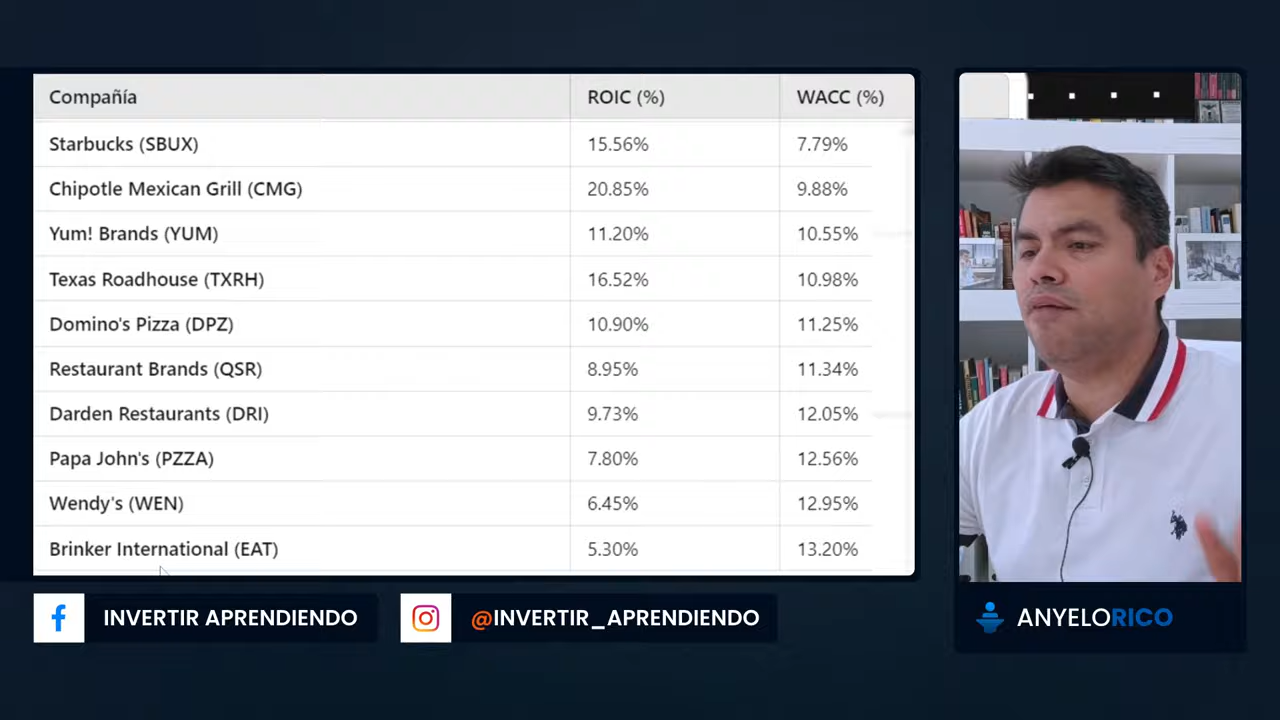 Compañía ROIC (%) WACC (%)
Starbucks (SBUX) 15.56% 7.79%
Chipotle Mexican Grill (CMG) 20.85% 9.88%
Yum! Brands (YUM) 11.20% 10.55%
Texas Roadhouse (TXRH) 16.52% 10.98%
Domino's Pizza (DPZ) 10.90% 11.25%
Restaurant Brands (QSR) 8.95% 11.34%
Darden Restaurants (DRI) 9.73% 12.05%
Papa John's (PZZA) 7.80% 12.56%
Wendy's (WEN) 6.45% 12.95%
Brinker International (EAT) 5.30% 13.20%
INVERTIR APRENDIENDO
@INVERTIR_APRENDIENDO
ANYELORICO